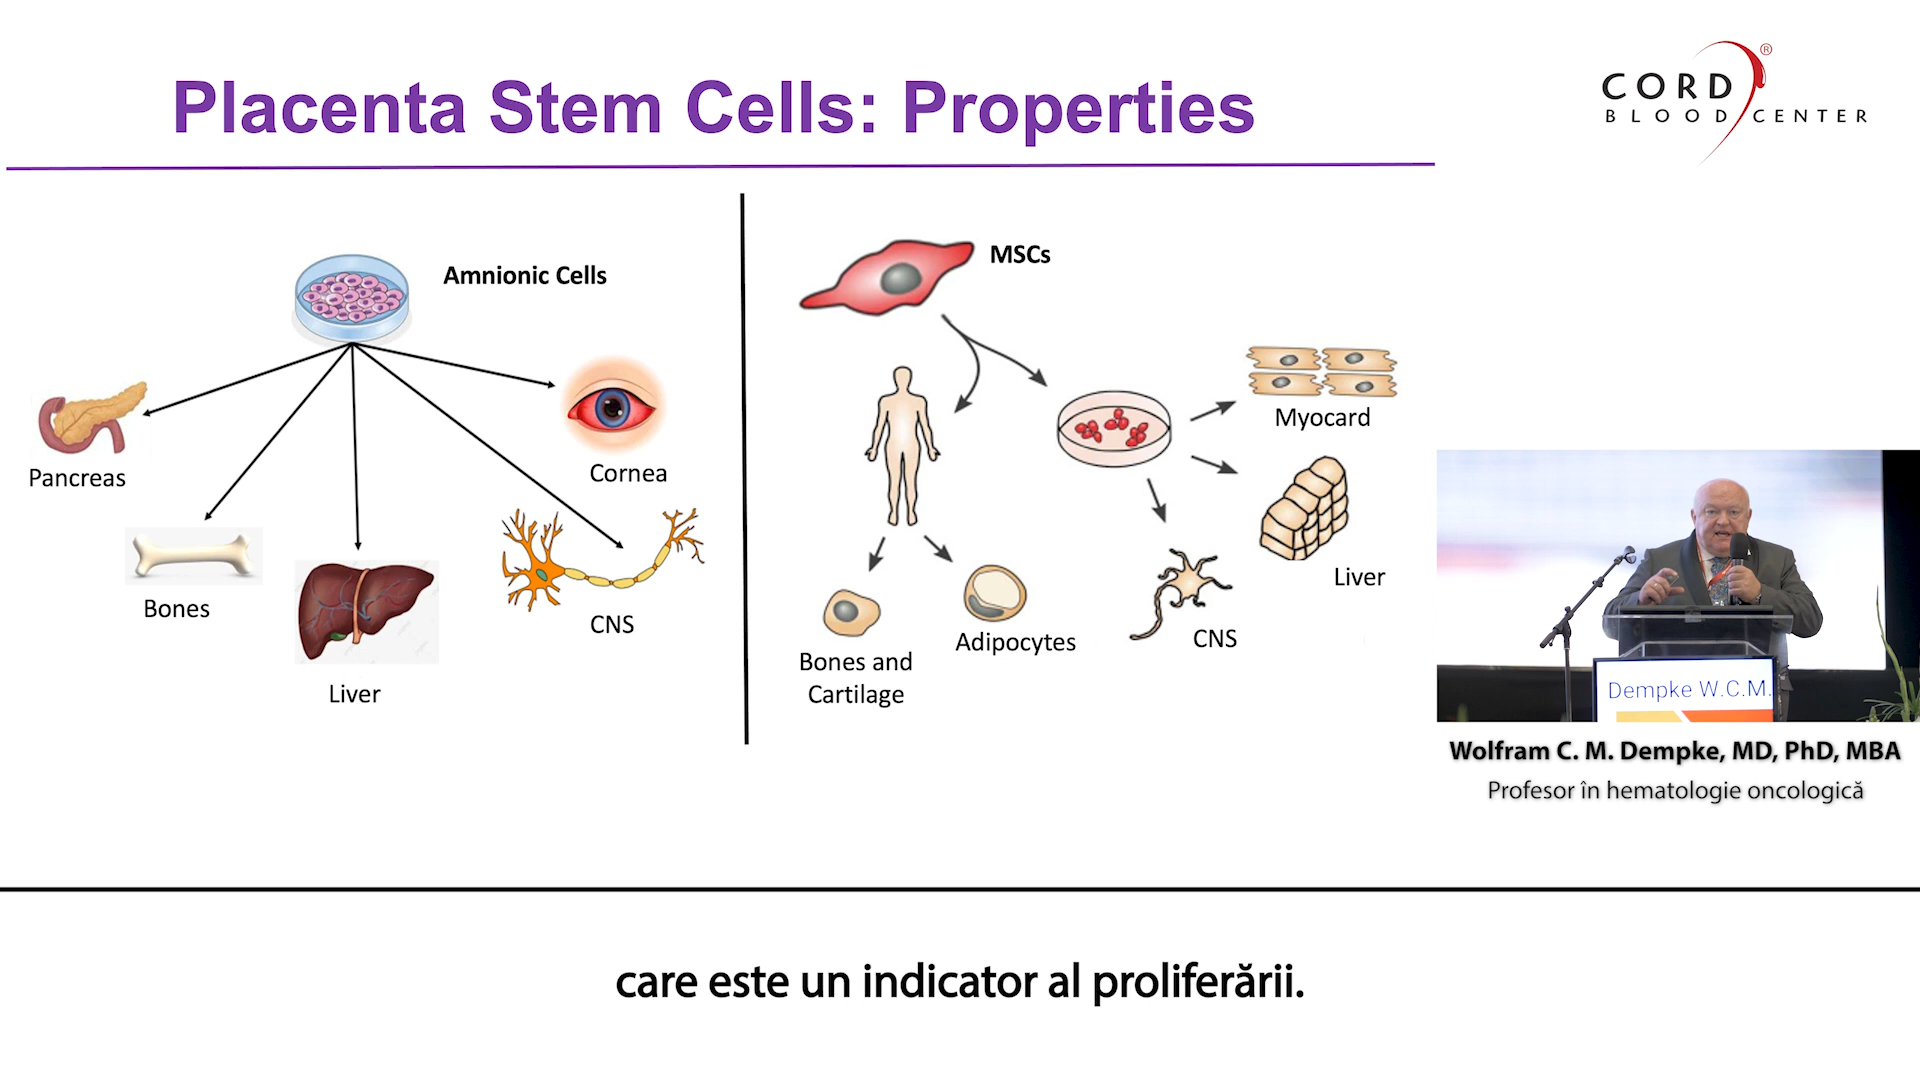 Placenta Stem Cells: Properties
CORD
BLOOD CENTER
®
Amnionic Cells
Pancreas
Bones
Liver
CNS
Cornea
MSCs
Myocard
Liver
CNS
Adipocytes
Bones and
Cartilage
Dempke W.C.M.
Wolfram C. M. Dempke, MD, PhD, MBA
Profesor în hematologie oncologică
care este un indicator al proliferării.